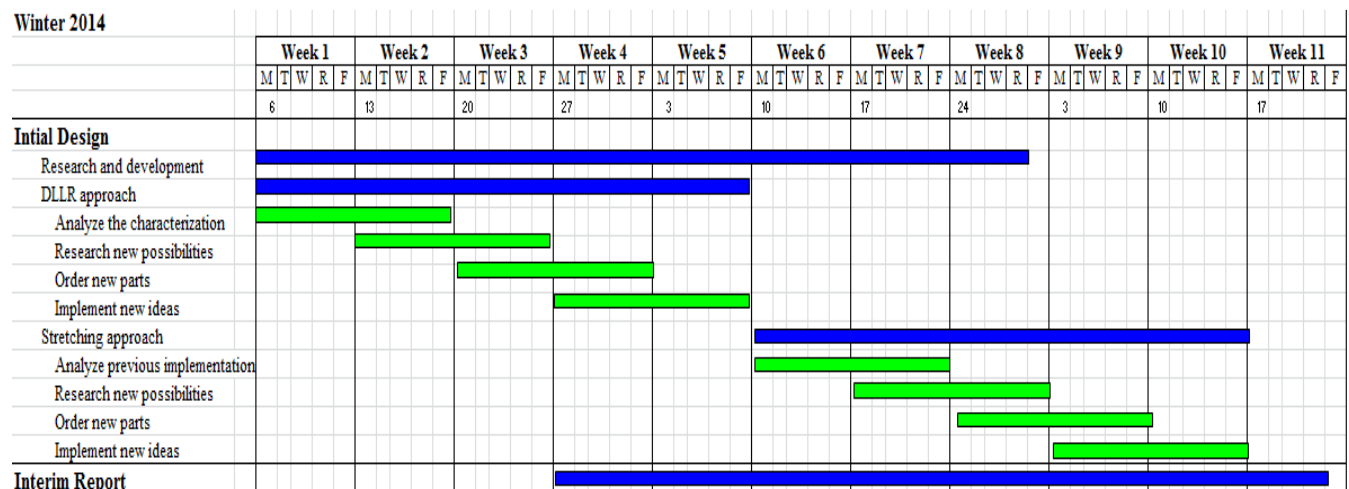 Winter 2014
Week 1 Week 2 Week 3 Week 4 Week 5 Week 6 Week 7 Week 8 Week 9 Week 10 Week 11
M T W R F M T W R F M T W R F M T W R F M T W R F M T W R F M T W R F M T W R F M T W R F M T W R F M T W R F
6 13 20 27 3 10 17 24 3 10 17
Intial Design
Research and development
DLLR approach
Analyze the characterization
Research new possibilities
Order new parts
Implement new ideas
Stretching approach
Analyze previous implementation
Research new possibilities
Order new parts
Implement new ideas
Interim Report